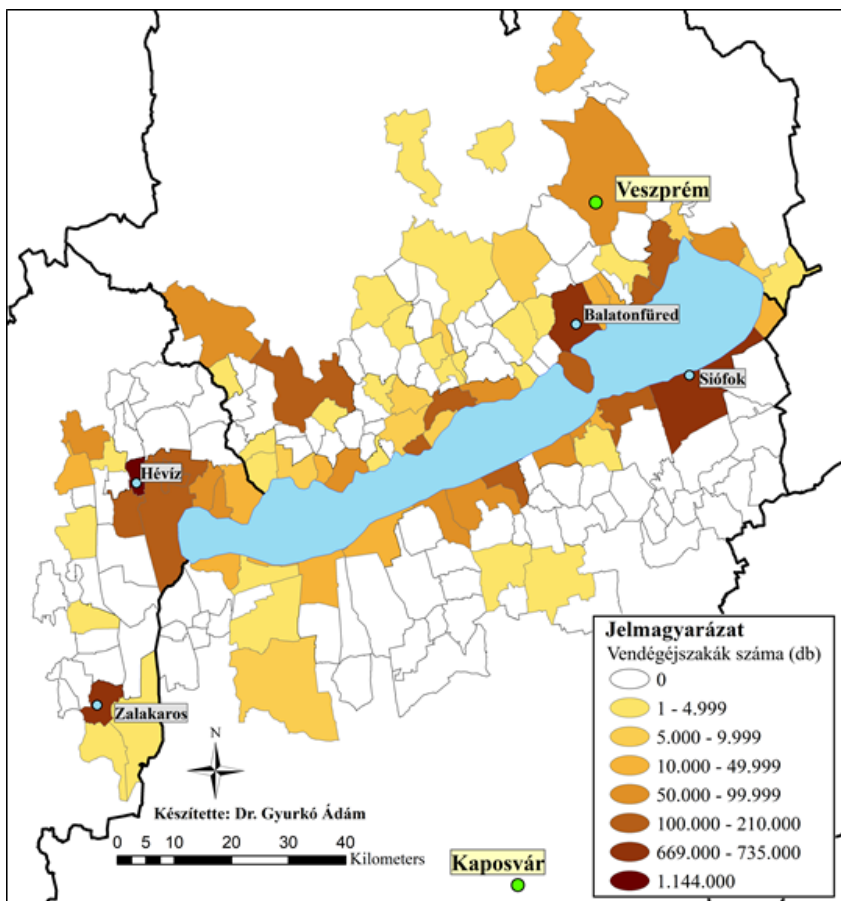 Veszprém
Balatonfüred
Siófok
Hévíz
Zalakaros
N
Készítette: Dr. Gyurkó Ádám
0 5 10 20 30 40
Kilometers
Kaposvár
Jelmagyarázat
Vendégéjszakák száma (db)
0
1 - 4.999
5.000 - 9.999
10.000 - 49.999
50.000 - 99.999
100.000 - 210.000
669.000 - 735.000
1.144.000